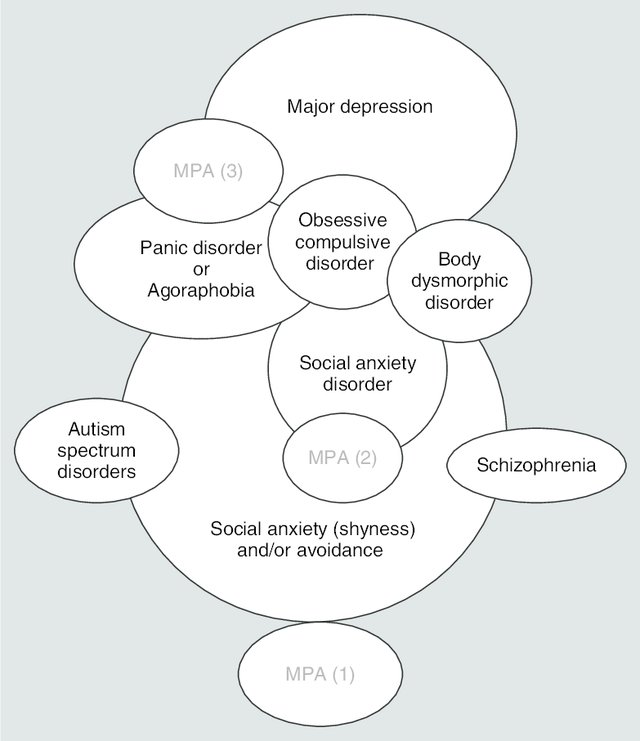 Major depression
MPA (3)
Obsessive
compulsive
disorder
Panic disorder
or
Agoraphobia
Body
dysmorphic
disorder
Social anxiety
disorder
Autism
spectrum
disorders
MPA (2)
Schizophrenia
Social anxiety (shyness)
and/or avoidance
MPA (1)